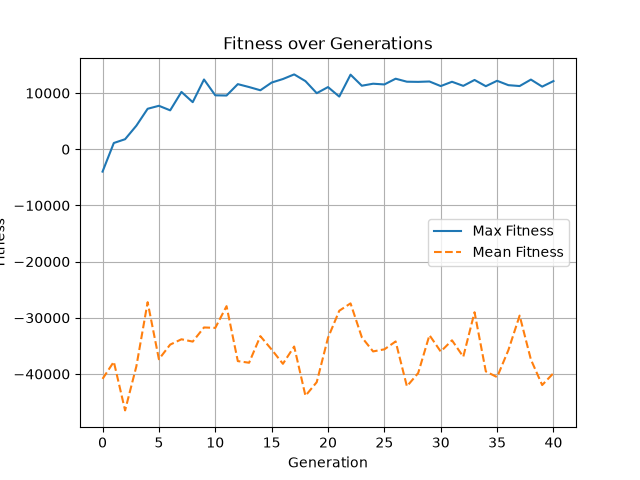 Fitness over Generations
10000
0
−10000
−20000
−30000
−40000
Max Fitness
Mean Fitness
0 5 10 15 20 25 30 35 40
Generation